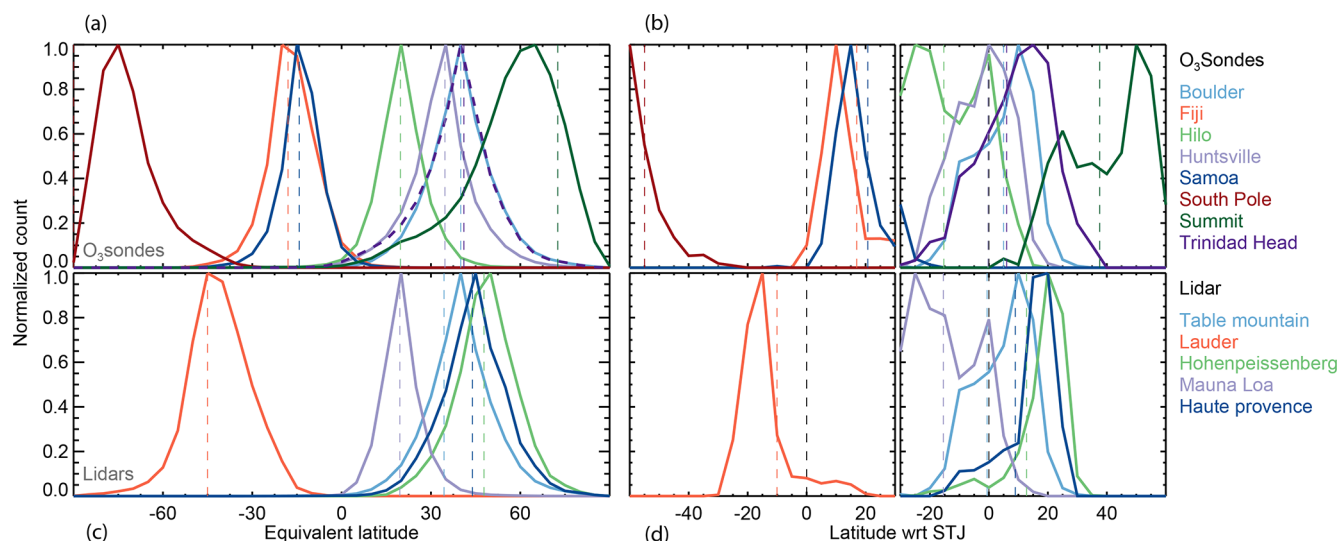 (a)
(b)
1.0
0.8
0.6
0.4
0.2
0.0
O3sondes
1.0
0.8
0.6
0.4
0.2
0.0
Lidars
Normalized count
-60
-30
0
30
60
Equivalent latitude
(c)
-40
-20
0
20
-20
0
20
40
Latitude wrt STJ
(d)
O3Sondes
Boulder
Fiji
Hilo
Huntsville
Samoa
South Pole
Summit
Trinidad Head
Lidar
Table mountain
Lauder
Hohenpeissenberg
Mauna Loa
Haute provence